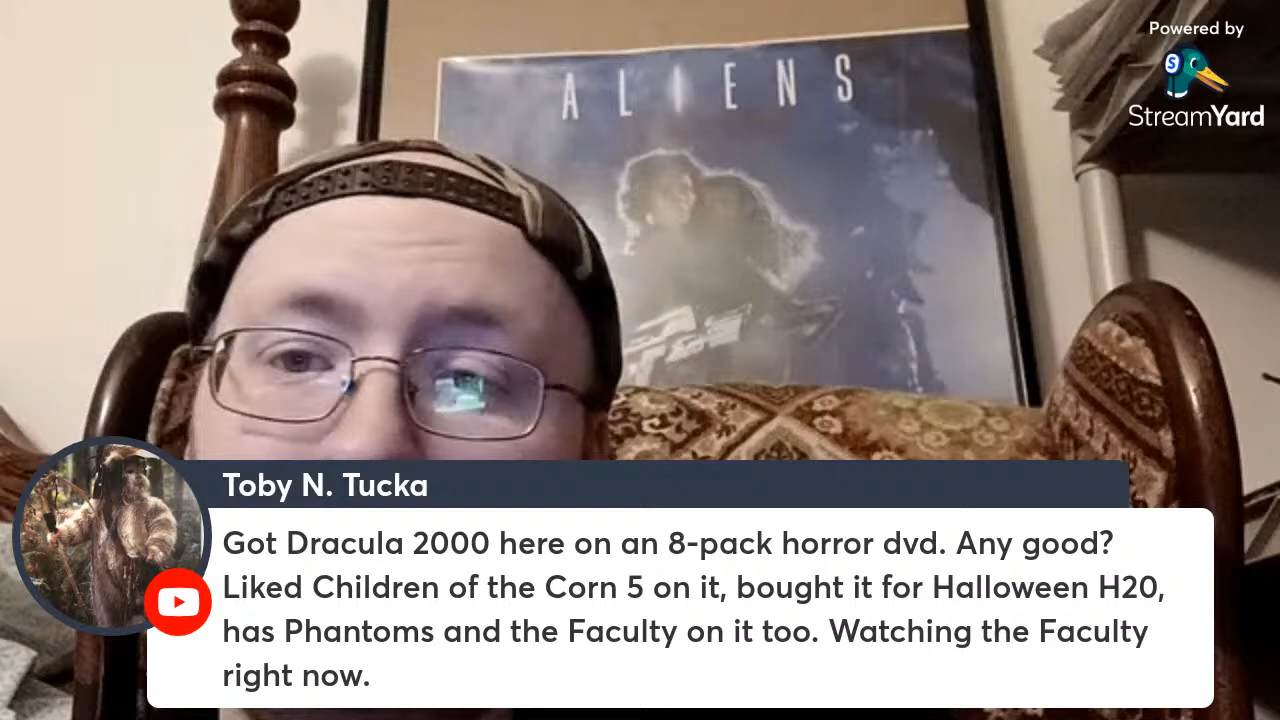 Powered by
S
StreamYard
ALIENS
Toby N. Tucka
Got Dracula 2000 here on an 8-pack horror dvd. Any good?
Liked Children of the Corn 5 on it, bought it for Halloween H20,
has Phantoms and the Faculty on it too. Watching the Faculty
right now.